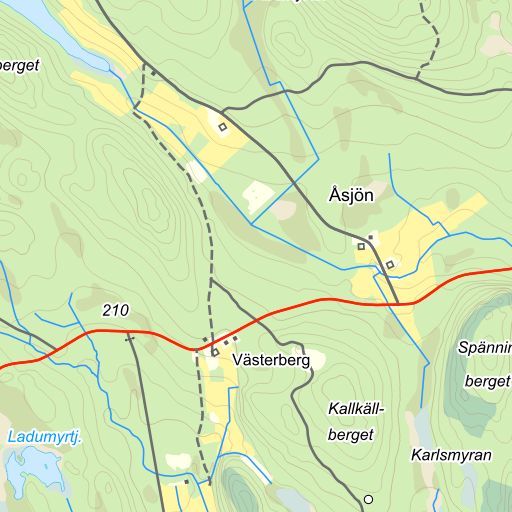 berget
Karlsmyran
Åsjön
210
Västerberg
Spännin
berget
Kallkäll-
berget
Ladumyrtj.